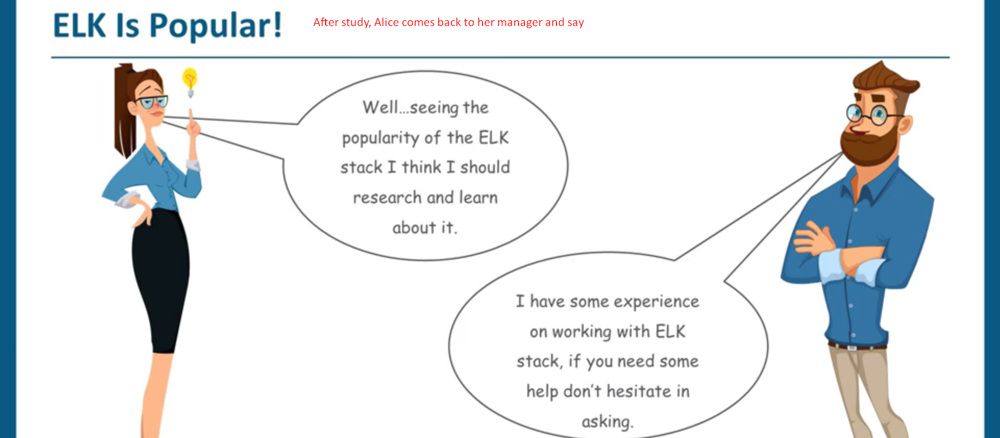 ELK Is Popular!
After study, Alice comes back to her manager and say
Well...seeing the
popularity of the ELK
stack I think I should
research and learn
about it.
I have some experience
on working with ELK
stack, if you need some
help don't hesitate in
asking.